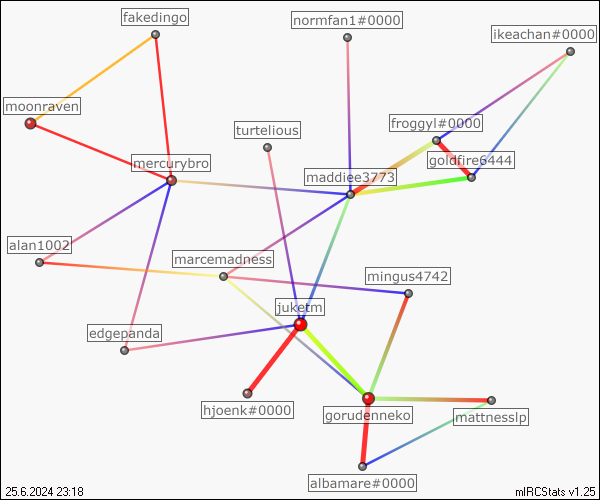 fakedingo
normfan1#0000
ikeachan#0000
moonraven
froggyl#0000
turtelious
goldfire6444
mercurybro
maddiee3773
alan1002
marcemadness
mingus4742
juketm
edgepanda
hjoenk#0000
gorudenneko
mattnesslp
albamare#0000
25.6.2024 23:18
mIRCStats v1.25